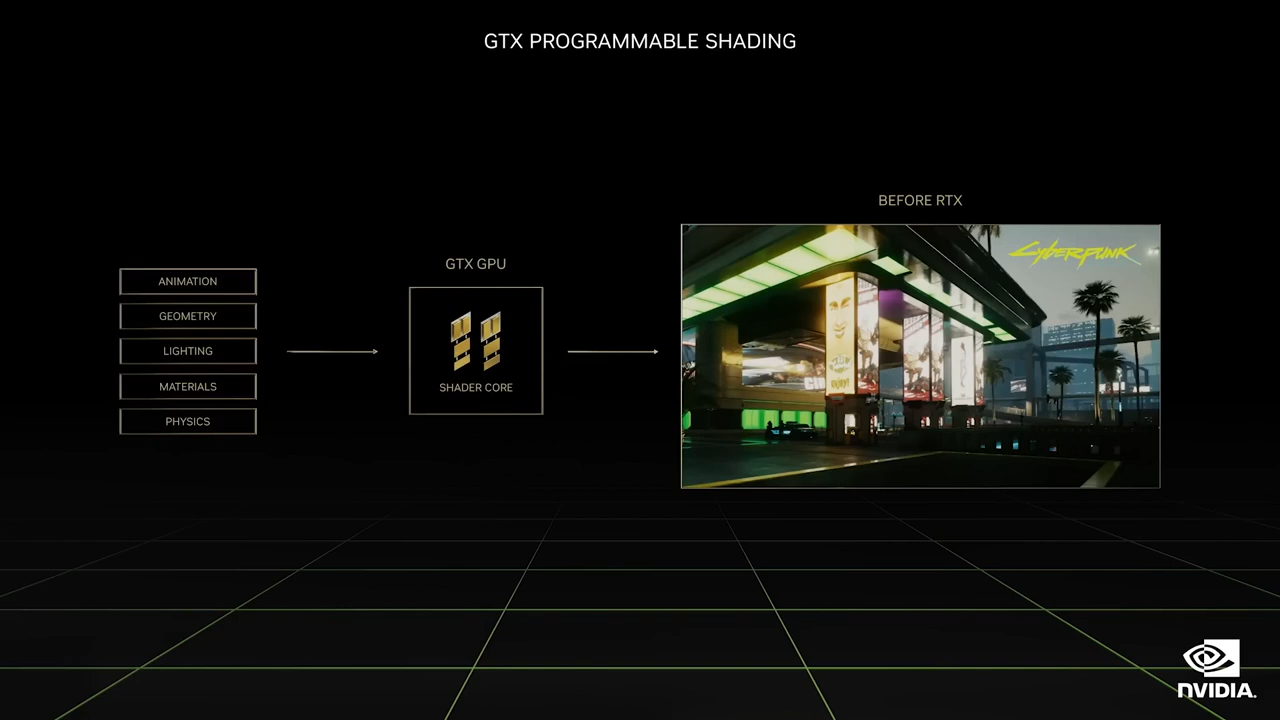 GTX PROGRAMMABLE SHADING
ANIMATION
GEOMETRY
LIGHTING
MATERIALS
PHYSICS
GTX GPU
SHADER CORE
BEFORE RTX
Cyberpunk
NVIDIA.